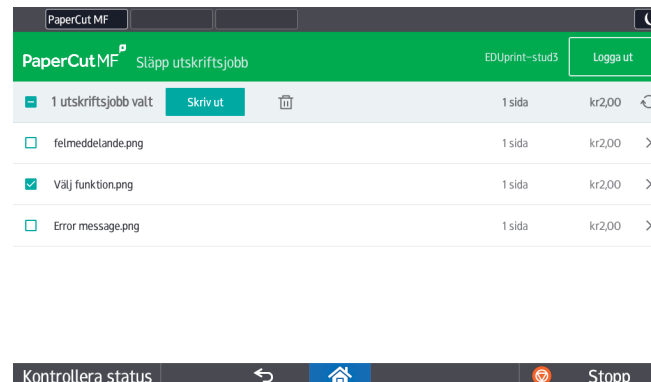 PaperCut MF
PaperCut MF Släpp utskriftsjobb EDUprint-stud3 Logga ut
1 utskriftsjobb valt Skriv ut 1 sida kr2,00
felmeddelande.png 1 sida kr2,00
Välj funktion.png 1 sida kr2,00
Error message.png 1 sida kr2,00
Kontrollera status Stopp